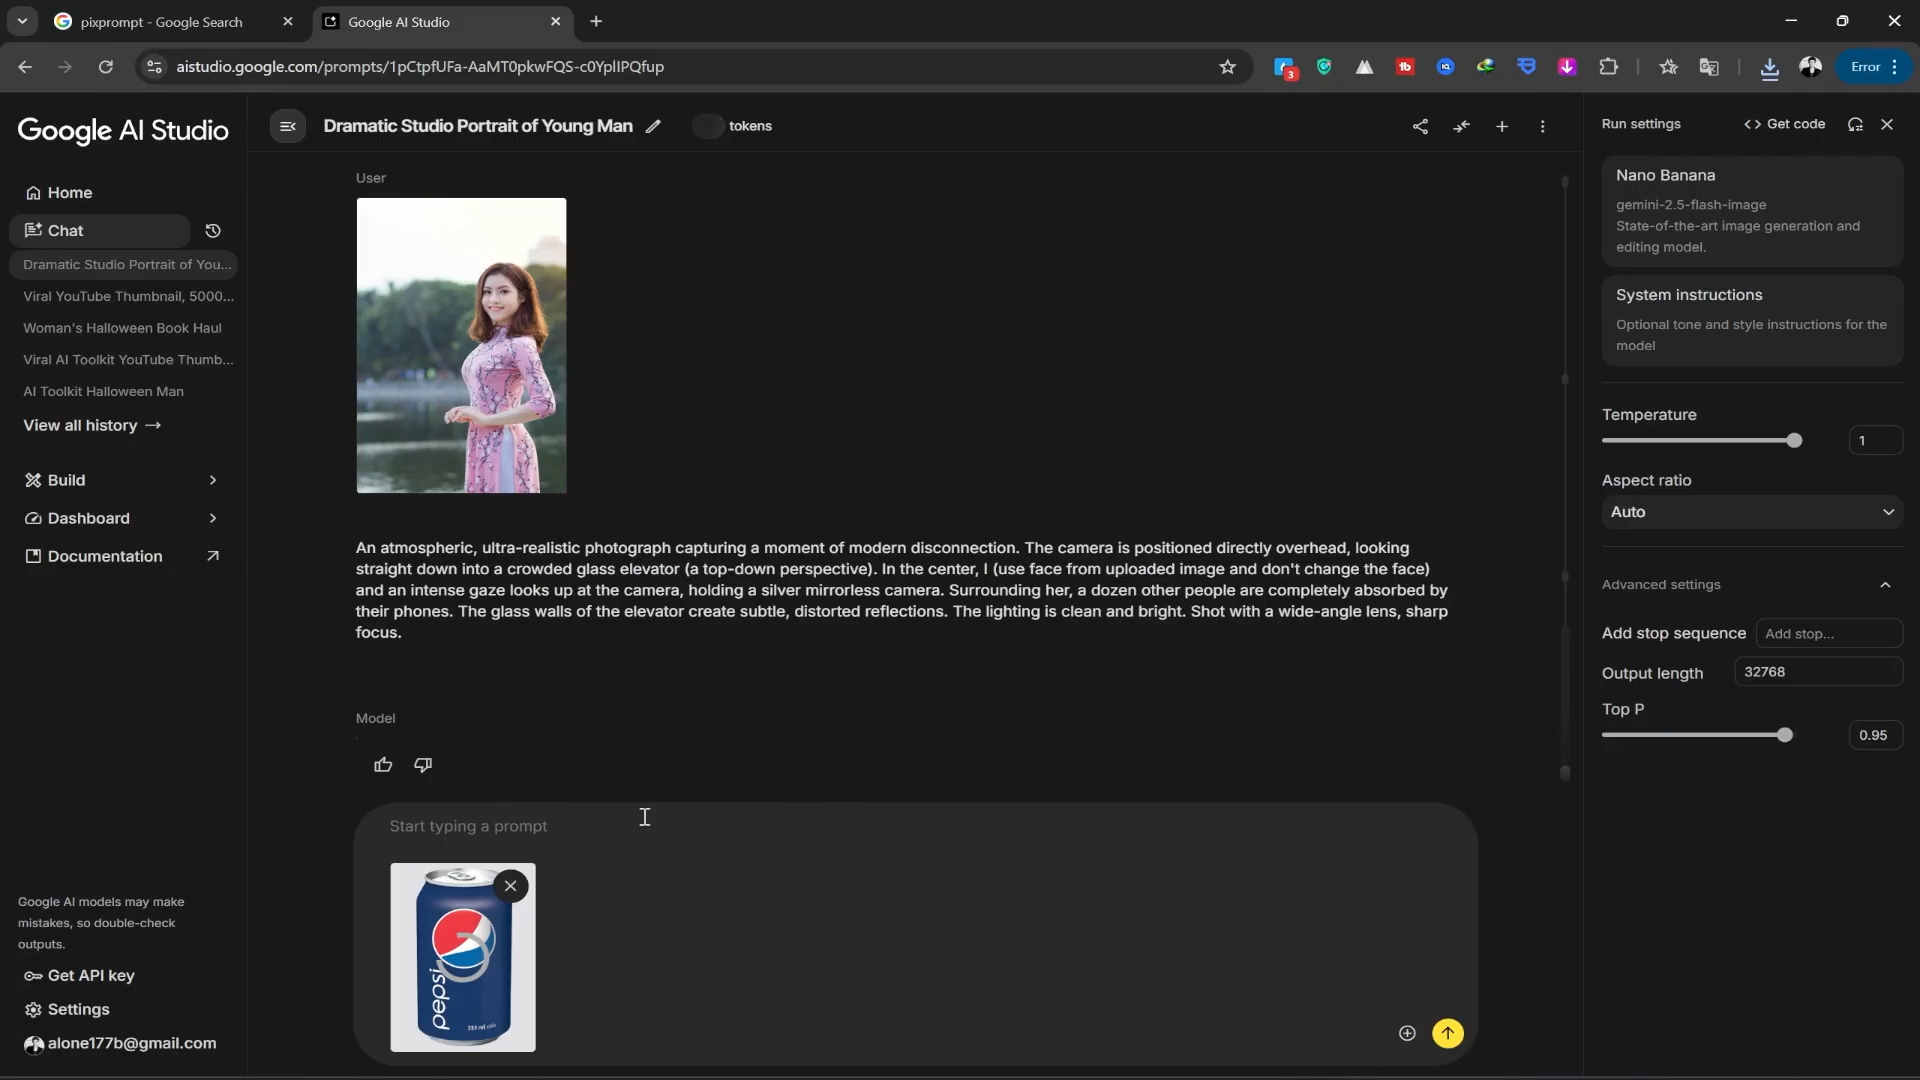 pixprompt - Google Search
Google AI Studio
aistudio.google.com/prompts/1pCtpfUFa-AaMT0pkwFQS-c0YplIPQfup
3
tb
IQ
Error
Google AI Studio
Home
Chat
Dramatic Studio Portrait of You...
Viral YouTube Thumbnail, 5000...
Woman's Halloween Book Haul
Viral AI Toolkit YouTube Thumb...
AI Toolkit Halloween Man
View all history
Build
Dashboard
Documentation
Google AI models may make
mistakes, so double-check
outputs.
Get API key
Settings
alone177b@gmail.com
Dramatic Studio Portrait of Young Man
tokens
User
An atmospheric, ultra-realistic photograph capturing a moment of modern disconnection. The camera is positioned directly overhead, looking
straight down into a crowded glass elevator (a top-down perspective). In the center, I (use face from uploaded image and don't change the face)
and an intense gaze looks up at the camera, holding a silver mirrorless camera. Surrounding her, a dozen other people are completely absorbed by
their phones. The glass walls of the elevator create subtle, distorted reflections. The lighting is clean and bright. Shot with a wide-angle lens, sharp
focus.
Model
Start typing a prompt
pepsi
355 ml
Run settings
<> Get code
Nano Banana
gemini-2.5-flash-image
State-of-the-art image generation and
editing model.
System instructions
Optional tone and style instructions for the
model
Temperature
1
Aspect ratio
Auto
Advanced settings
Add stop sequence
Add stop...
Output length
32768
Top P
0.95